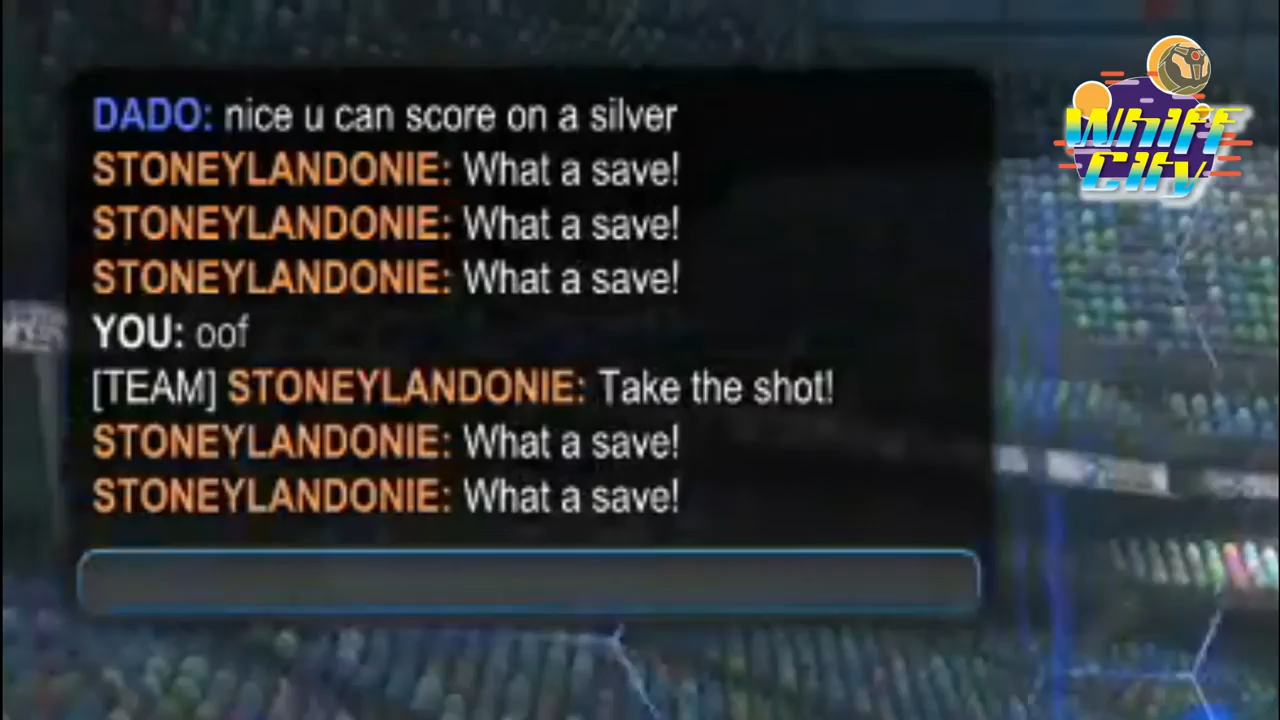 DADO: nice u can score on a silver
STONEYLANDONIE: What a save!
STONEYLANDONIE: What a save!
STONEYLANDONIE: What a save!
YOU: oof
[TEAM] STONEYLANDONIE: Take the shot!
STONEYLANDONIE: What a save!
STONEYLANDONIE: What a save!
Whiff
City